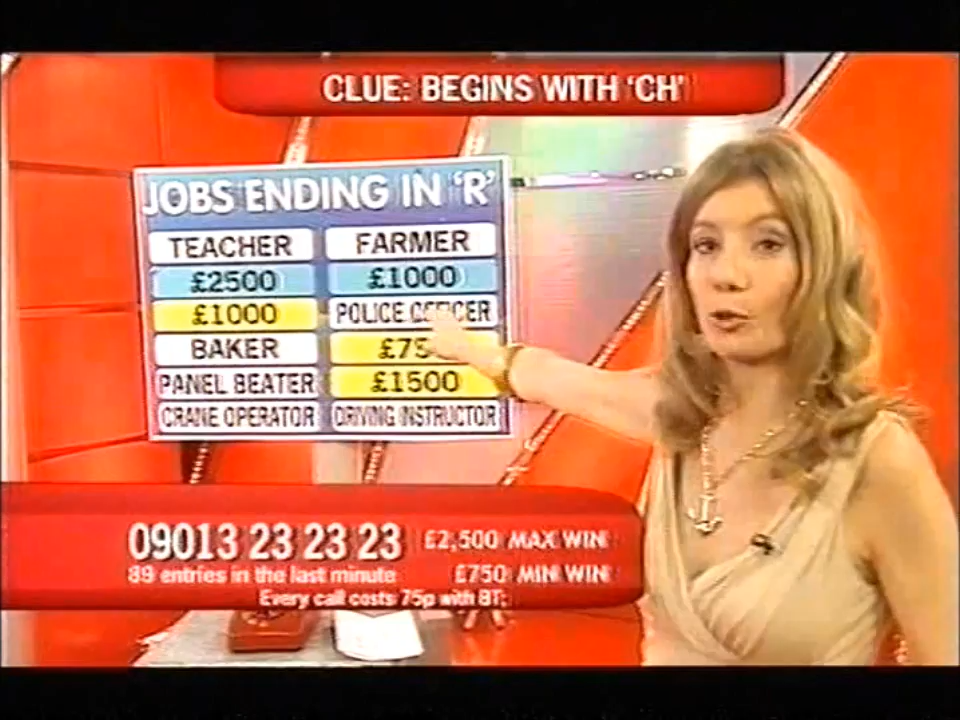 CLUE: BEGINS WITH 'CH'
JOBS ENDING IN 'R'
TEACHER FARMER
£2500 £1000
£1000 POLICE OFFICER
BAKER £75
PANEL BEATER £1500
CRANE OPERATOR DRIVING INSTRUCTOR
09013 23 23 23 £2,500 MAX WIN
89 entries in the last minute £750 MIN WIN
Every call costs 75p with BT;